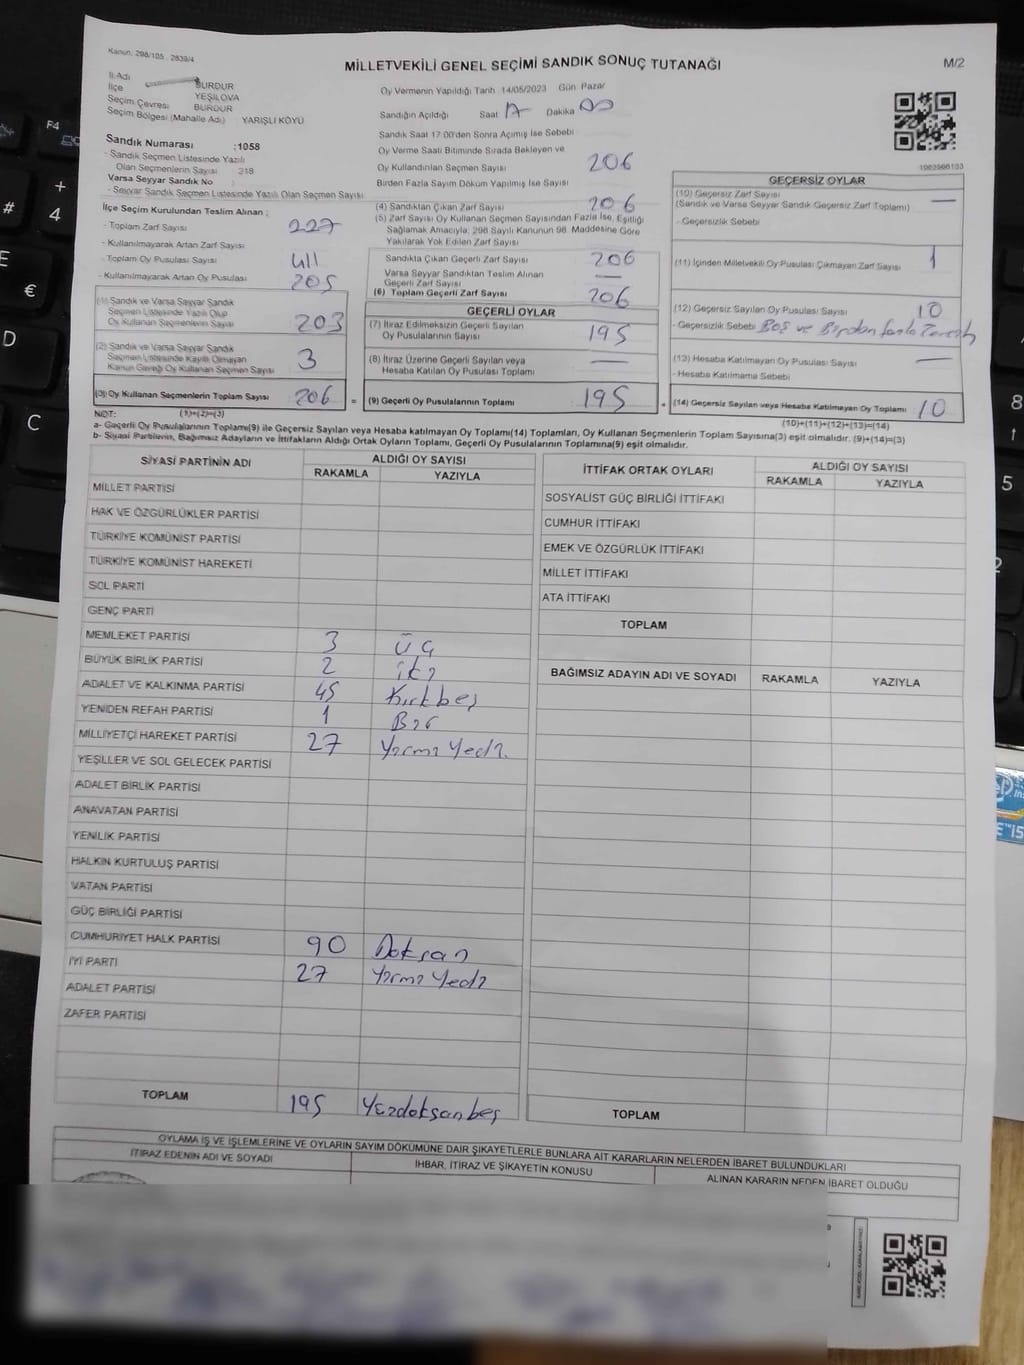 Kanun: 298/105 2839/4
MİLLETVEKİLİ GENEL SEÇİMİ SANDIK SONUÇ TUTANAĞI
M/2
İl Adı BURDUR
İlçe YEŞİLOVA
Seçim Çevresi BURDUR
Seçim Bölgesi (Mahalle Adı) YARIŞLI KÖYÜ
Oy Vermenin Yapıldığı Tarih 14/05/2023 Gün Pazar
Sandığın Açıldığı Saat 17 Dakika 00
Sandık Saat 17:00'den Sonra Açımış İse Sebebi
Oy Verme Saati Bitiminde Sırada Bekleyen ve
Oy Kullandırılan Seçmen Sayısı 206
Birden Fazla Sayım Döküm Yapılmış İse Sayısı
Sandık Numarası :1058
- Sandık Seçmen Listesinde Yazılı
Olan Seçmenlerin Sayısı : 218
Varsa Seyyar Sandık No
- Seyyar Sandık Seçmen Listesinde Yazılı Olan Seçmen Sayısı
İlçe Seçim Kurulundan Teslim Alınan ;
- Toplam Zarf Sayısı 227
- Kullanılmayarak Artan Zarf Sayısı
- Toplam Oy Pusulası Sayısı 411
- Kullanılmayarak Artan Oy Pusulası 205
(1) Sandık ve Varsa Seyyar Sandık
Seçmen Listesinde Yazılı Olup
Oy Kullanan Seçmenlerin Sayısı 203
(2) Sandık ve Varsa Seyyar Sandık
Seçmen Listesinde Kayıtlı Olmayan
Kanun Gereği Oy Kullanan Seçmen Sayısı 3
(3) Oy Kullanan Seçmenlerin Toplam Sayısı 206 =
(1)+(2)=(3)
(4) Sandıktan Çıkan Zarf Sayısı 206
(5) Zarf Sayısı Oy Kullanan Seçmen Sayısından Fazla İse, Eşitliği
Sağlamak Amacıyla, 298 Sayılı Kanunun 98. Maddesine Göre
Yakılarak Yok Edilen Zarf Sayısı
Sandıkta Çıkan Geçerli Zarf Sayısı 206
Varsa Seyyar Sandıktan Teslim Alınan
Geçerli Zarf Sayısı —
(6) Toplam Geçerli Zarf Sayısı 206
GEÇERLİ OYLAR
(7) İtiraz Edilmeksizin Geçerli Sayılan
Oy Pusulalarının Sayısı 195
(8) İtiraz Üzerine Geçerli Sayılan veya
Hesaba Katılan Oy Pusulası Toplamı —
(9) Geçerli Oy Pusulalarının Toplamı 195 +
1063966103
GEÇERSİZ OYLAR
(10) Geçersiz Zarf Sayısı
(Sandık ve Varsa Seyyar Sandık Geçersiz Zarf Toplamı) —
- Geçersizlik Sebebi
(11) İçinden Milletvekili Oy Pusulası Çıkmayan Zarf Sayısı 1
(12) Geçersiz Sayılan Oy Pusulası Sayısı 10
- Geçersizlik Sebebi Boş ve Birden fazla
(13) Hesaba Katılmayan Oy Pusulası Sayısı —
- Hesaba Katılmama Sebebi
(14) Geçersiz Sayılan veya Hesaba Katılmayan Oy Toplamı 10
(10)+(11)+(12)+(13)=(14)
NOT:
a- Geçerli Oy Pusulalarının Toplamı(9) ile Geçersiz Sayılan veya Hesaba katılmayan Oy Toplamı(14) Toplamları, Oy Kullanan Seçmenlerin Toplam Sayısına(3) eşit olmalıdır. (9)+(14)=(3)
b- Siyasi Partilerin, Bağımsız Adayların ve İttifakların Aldığı Ortak Oyların Toplamı, Geçerli Oy Pusulalarının Toplamına(9) eşit olmalıdır.
SİYASİ PARTİNİN ADI ALDIĞI OY SAYISI
RAKAMLA YAZIYLA
MİLLET PARTİSİ
HAK VE ÖZGÜRLÜKLER PARTİSİ
TÜRKİYE KOMÜNİST PARTİSİ
TÜRKİYE KOMÜNİST HAREKETİ
SOL PARTİ
GENÇ PARTİ
MEMLEKET PARTİSİ 3 üç
BÜYÜK BİRLİK PARTİSİ 2 iki
ADALET VE KALKINMA PARTİSİ 45 Kırkbeş
YENİDEN REFAH PARTİSİ 1 Bir
MİLLİYETÇİ HAREKET PARTİSİ 27 Yirmi Yedi
YEŞİLLER VE SOL GELECEK PARTİSİ
ADALET BİRLİK PARTİSİ
ANAVATAN PARTİSİ
YENİLİK PARTİSİ
HALKIN KURTULUŞ PARTİSİ
VATAN PARTİSİ
GÜÇ BİRLİĞİ PARTİSİ
CUMHURİYET HALK PARTİSİ 90 Doksan
İYİ PARTİ 27 Yirmi Yedi
ADALET PARTİSİ
ZAFER PARTİSİ
TOPLAM 195 Yüzdoksanbeş
İTTİFAK ORTAK OYLARI ALDIĞI OY SAYISI
RAKAMLA YAZIYLA
SOSYALİST GÜÇ BİRLİĞİ İTTİFAKI
CUMHUR İTTİFAKI
EMEK VE ÖZGÜRLÜK İTTİFAKI
MİLLET İTTİFAKI
ATA İTTİFAKI
TOPLAM
BAĞIMSIZ ADAYIN ADI VE SOYADI RAKAMLA YAZIYLA
TOPLAM
OYLAMA İŞ VE İŞLEMLERİNE VE OYLARIN SAYIM DÖKÜMÜNE DAİR ŞİKAYETLERLE BUNLARA AİT KARARLARIN NELERDEN İBARET BULUNDUKLARI
İTİRAZ EDENİN ADI VE SOYADI İHBAR, İTİRAZ VE ŞİKAYETİN KONUSU ALINAN KARARIN NEDEN İBARET OLDUĞU